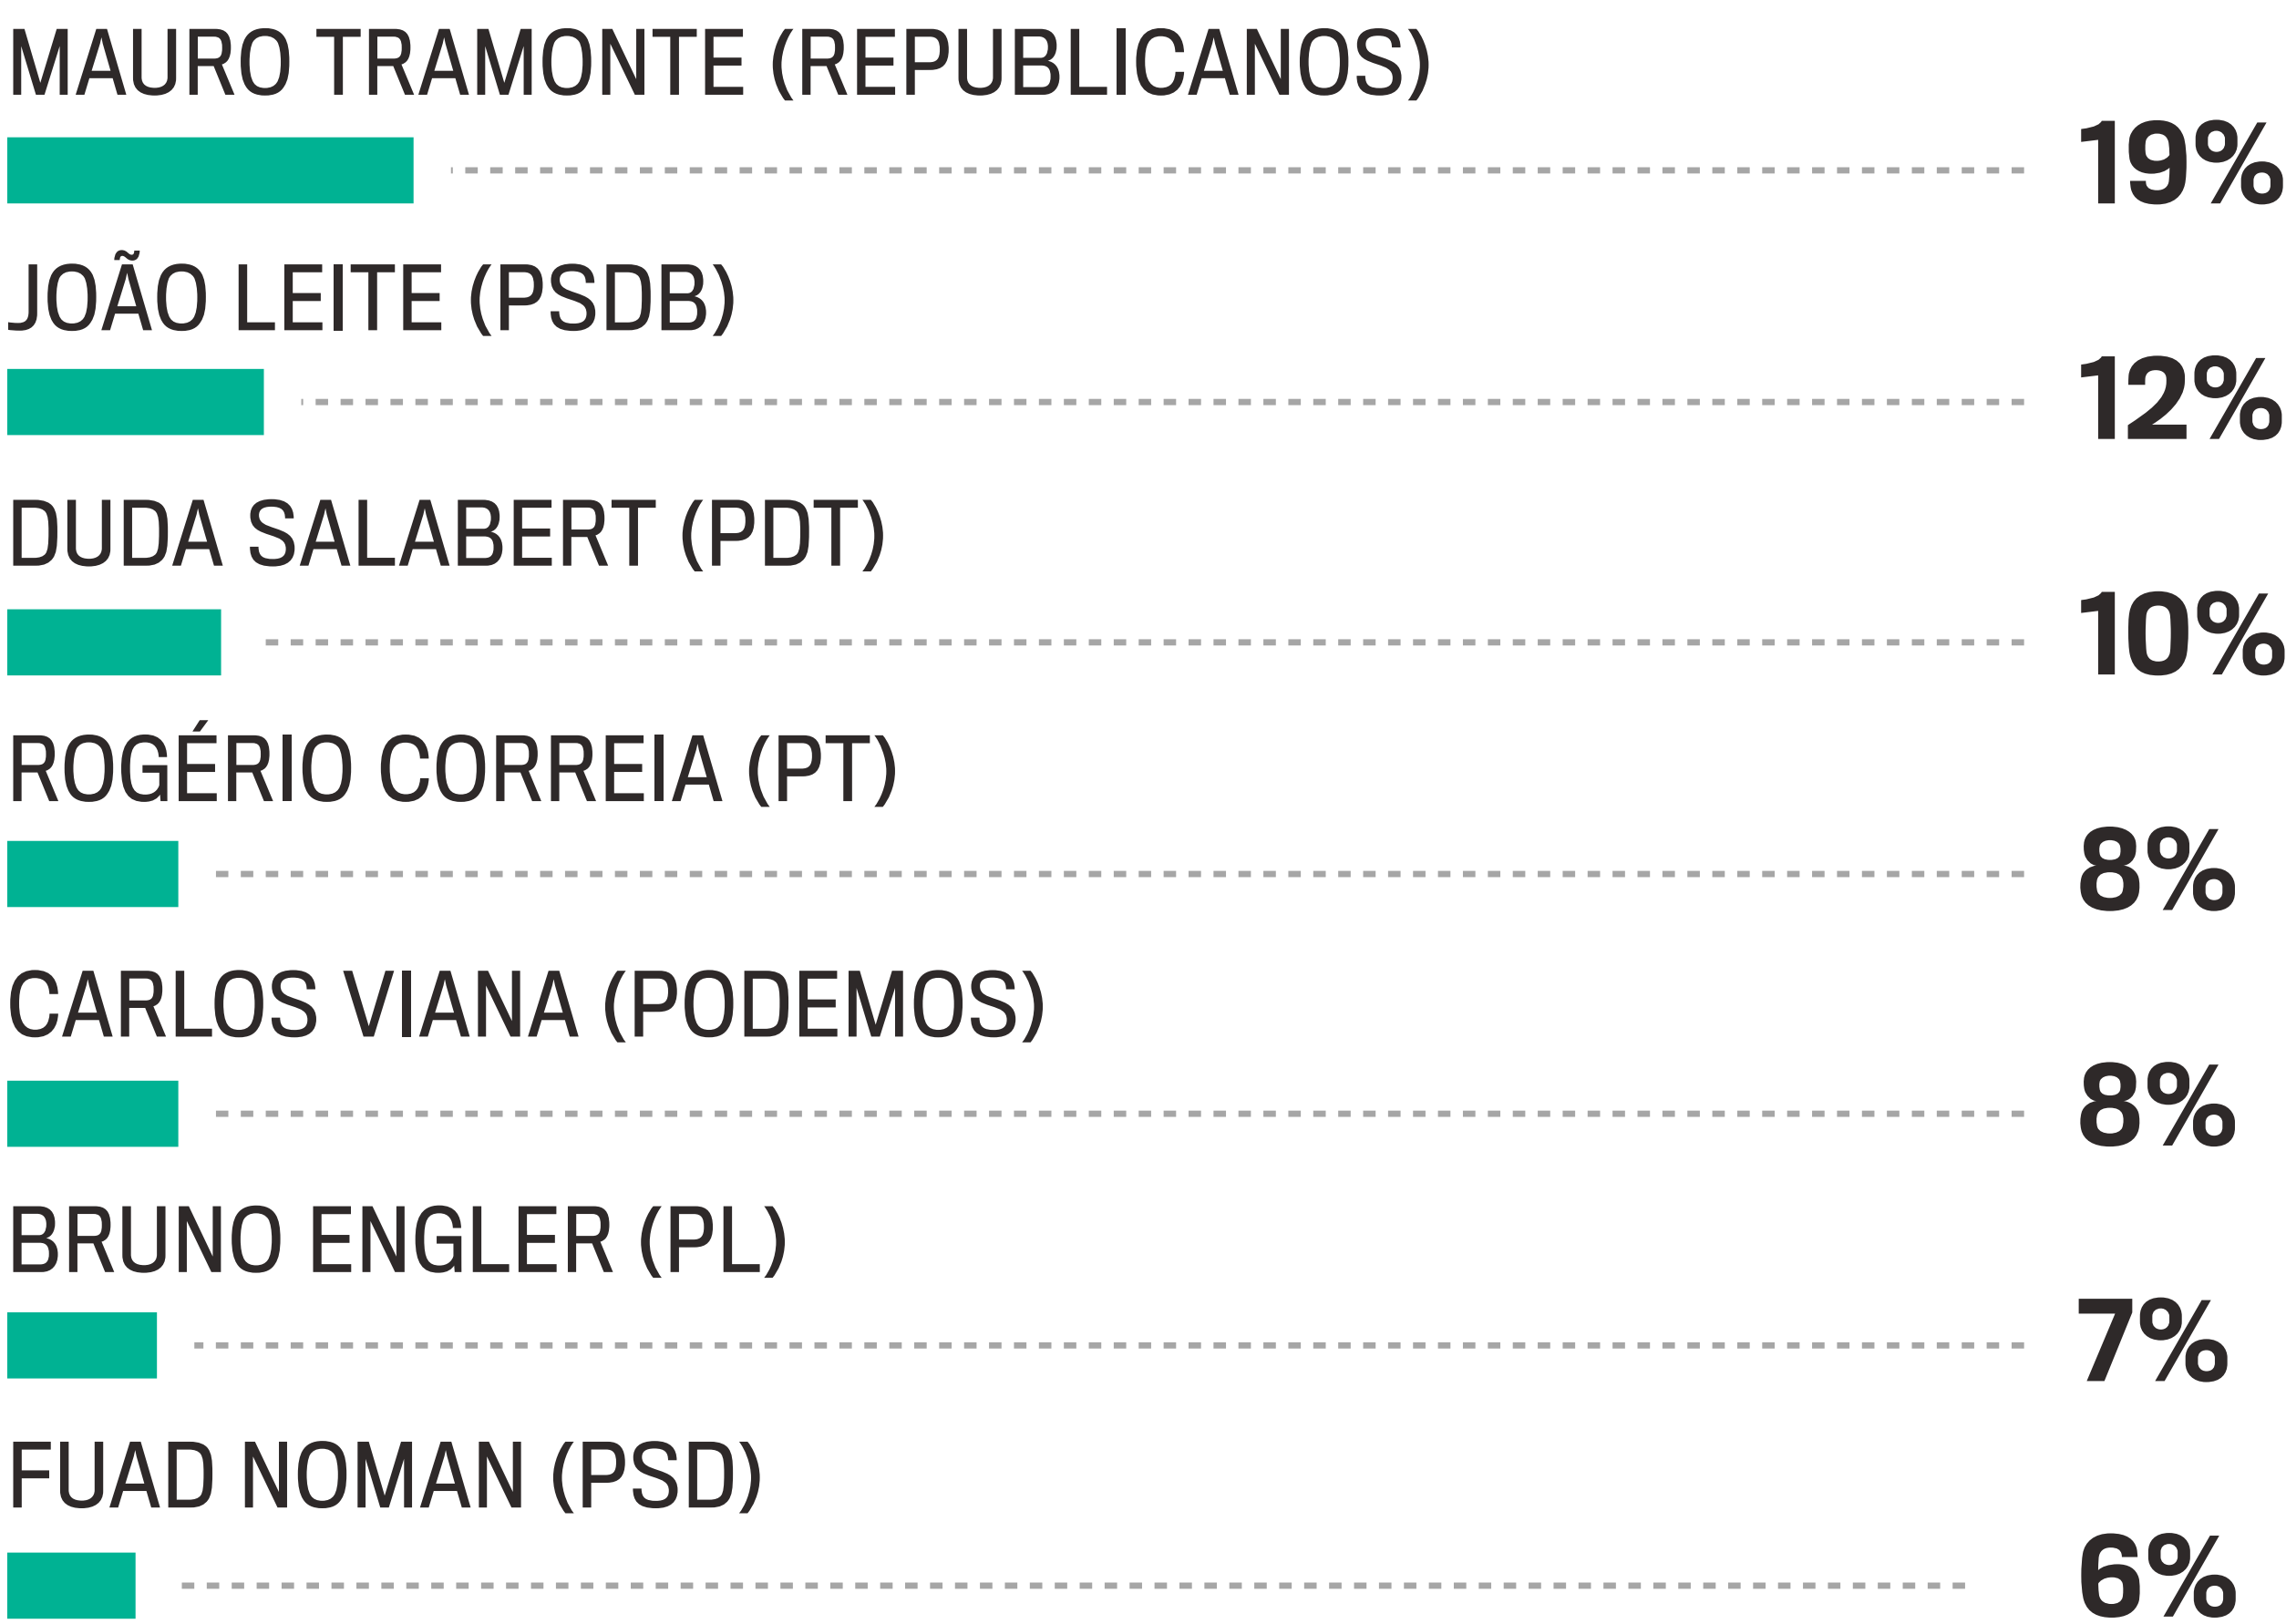 MAURO TRAMONTE (REPUBLICANOS)
19%
JOÃO LEITE (PSDB)
12%
DUDA SALABERT (PDT)
10%
ROGÉRIO CORREIA (PT)
8%
CARLOS VIANA (PODEMOS)
8%
BRUNO ENGLER (PL)
7%
FUAD NOMAN (PSD)
6%